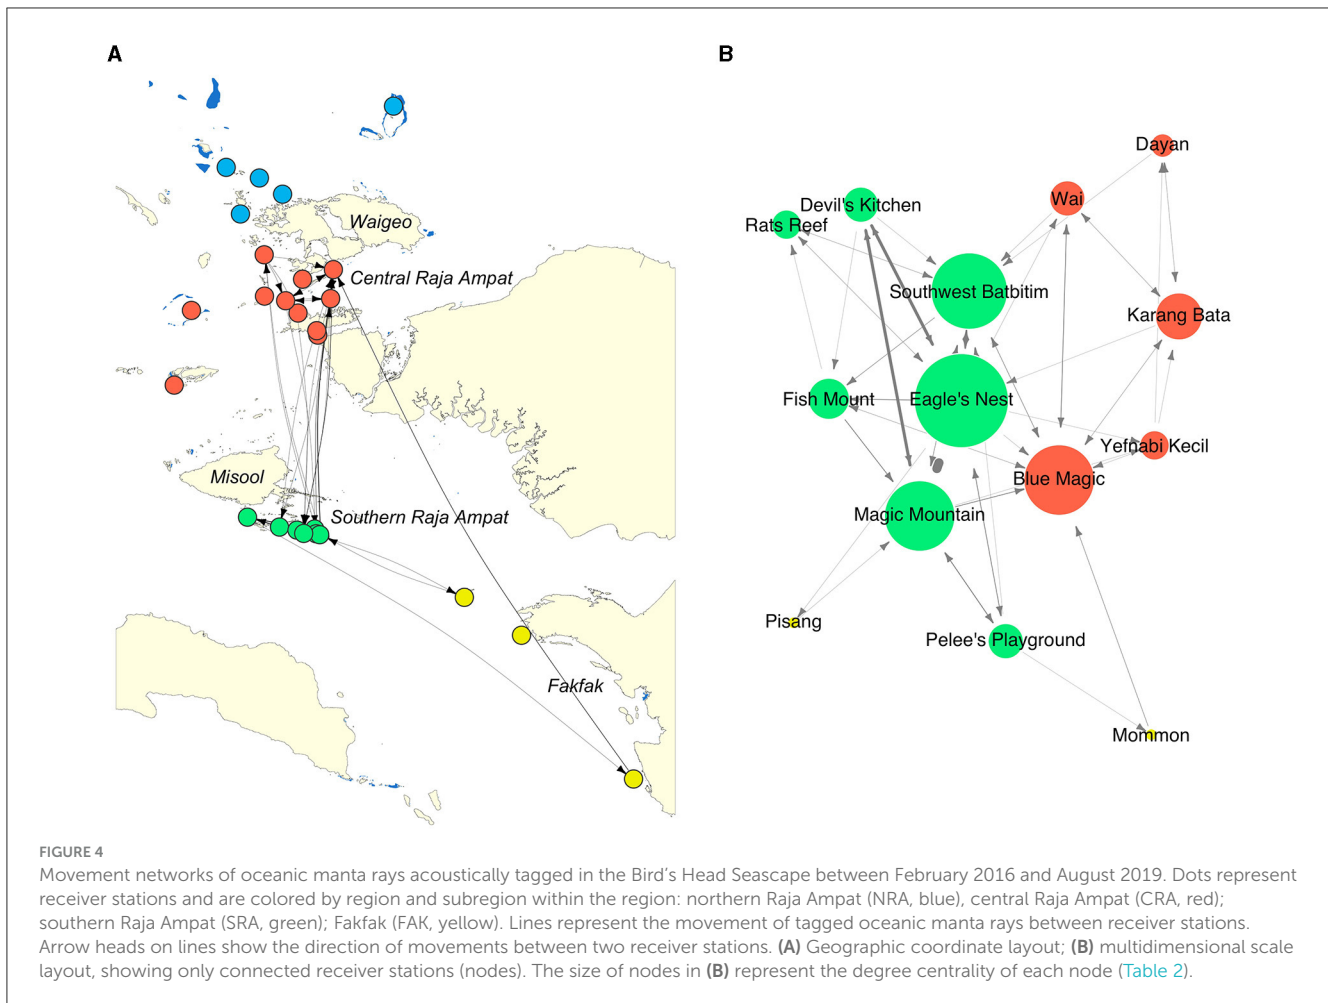 A
B
Waigeo
Central Raja Ampat
Misool
Southern Raja Ampat
Fakfak
Dayan
Wai
Devil's Kitchen
Rats Reef
Southwest Batbitim
Karang Bata
Fish Mount
Eagle's Nest
Yefnabi Kecil
Blue Magic
Magic Mountain
Pisang
Pelee's Playground
Mommon
FIGURE 4
Movement networks of oceanic manta rays acoustically tagged in the Bird's Head Seascape between February 2016 and August 2019. Dots represent
receiver stations and are colored by region and subregion within the region: northern Raja Ampat (NRA, blue), central Raja Ampat (CRA, red);
southern Raja Ampat (SRA, green); Fakfak (FAK, yellow). Lines represent the movement of tagged oceanic manta rays between receiver stations.
Arrow heads on lines show the direction of movements between two receiver stations. (A) Geographic coordinate layout; (B) multidimensional scale
layout, showing only connected receiver stations (nodes). The size of nodes in (B) represent the degree centrality of each node (Table 2).